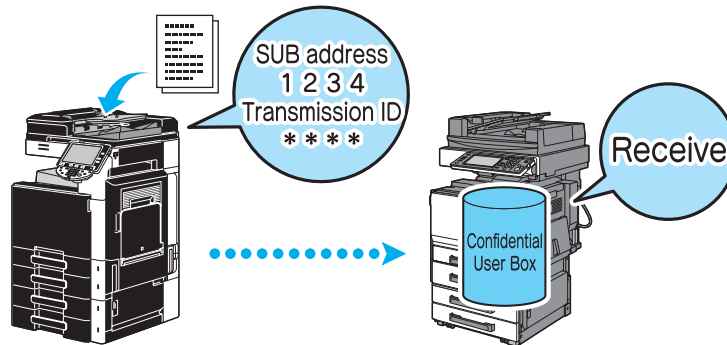 SUB address
1 2 3 4
Transmission ID
＊＊＊＊
Receive
Confidential
User Box